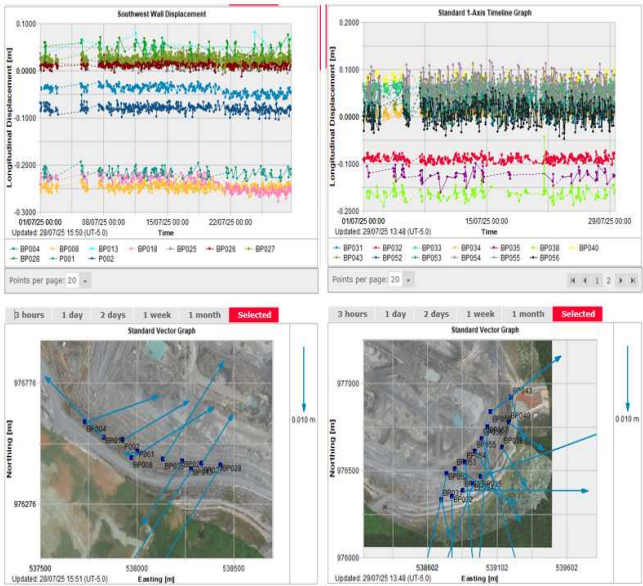 Southwest Wall Displacement
Longitudinal Displacement [m]
0.1000
0.0000
-0.1000
-0.2000
-0.3000
01/07/25 00:00 08/07/25 00:00 15/07/25 00:00 22/07/25 00:00
Updated: 28/07/25 15:50 (UT-5.0) Time
BP004 BP008 BP013 BP018 BP025 BP026 BP027
BP028 P001 P002
Points per page: 20
Standard 1-Axis Timeline Graph
Longitudinal Displacement [m]
0.2000
0.1000
0.0000
-0.1000
-0.2000
01/07/25 00:00 15/07/25 00:00 29/07/25 00:00
Updated: 29/07/25 13:48 (UT-5.0) Time
BP031 BP032 BP033 BP034 BP035 BP038 BP040
BP043 BP052 BP053 BP054 BP055 BP056
Points per page: 20
1 2
3 hours 1 day 2 days 1 week 1 month Selected
Standard Vector Graph
Northing [m]
976776
976276
BP004
P002
P001
BP008
BP028
0.010 m
537500 538000 538500
Updated: 28/07/25 15:51 (UT-5.0) Easting [m]
3 hours 1 day 2 days 1 week 1 month Selected
Standard Vector Graph
Northing [m]
977000
976500
976000
BP043
BP040
BP055
BP054
0.010 m
538602 539102 539602
Updated: 29/07/25 13:48 (UT-5.0) Easting [m]